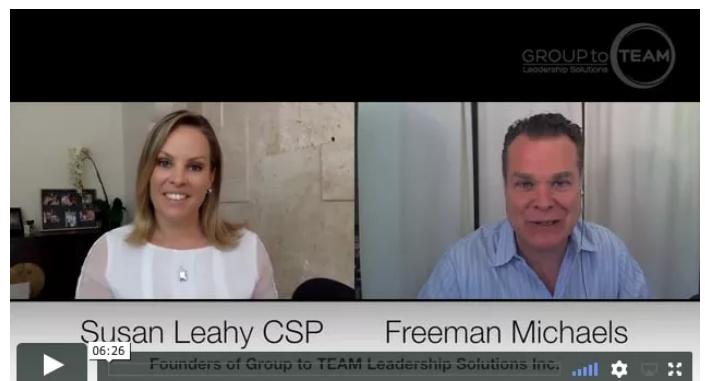 GROUP to TEAM
Leadership Solutions
Susan Leahy CSP
Freeman Michaels
06:26
Founders of Group to TEAM Leadership Solutions Inc.